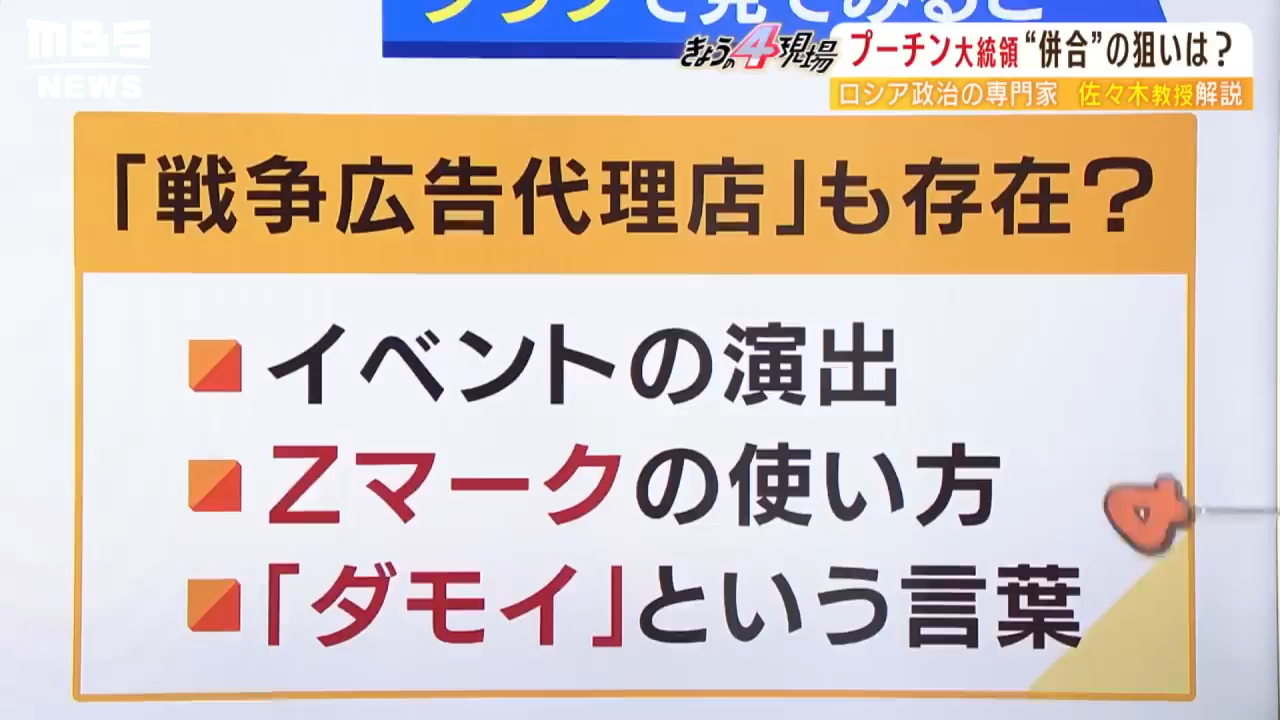 MBS
NEWS
きょうの4現場
プーチン大統領“併合”の狙いは？
ロシア政治の専門家 佐々木教授解説
「戦争広告代理店」も存在？
イベントの演出
Zマークの使い方
「ダモイ」という言葉
4